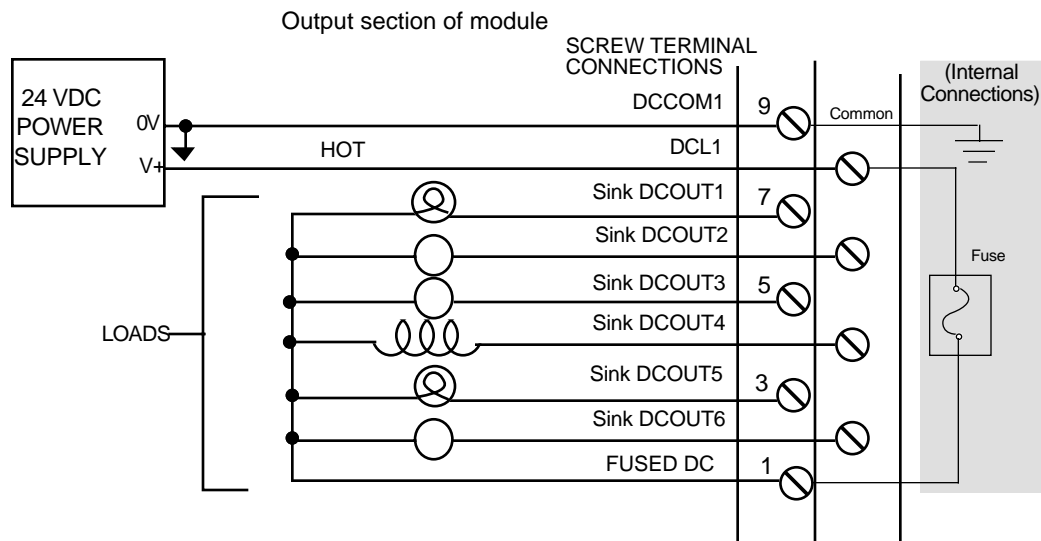 Output section of module
SCREW TERMINAL
CONNECTIONS
(Internal
Connections)
24 VDC
POWER
SUPPLY
0V
V+
DCCOM1
9
Common
HOT
DCL1
Sink DCOUT1
7
Sink DCOUT2
Sink DCOUT3
5
Fuse
LOADS
Sink DCOUT4
Sink DCOUT5
3
Sink DCOUT6
FUSED DC
1